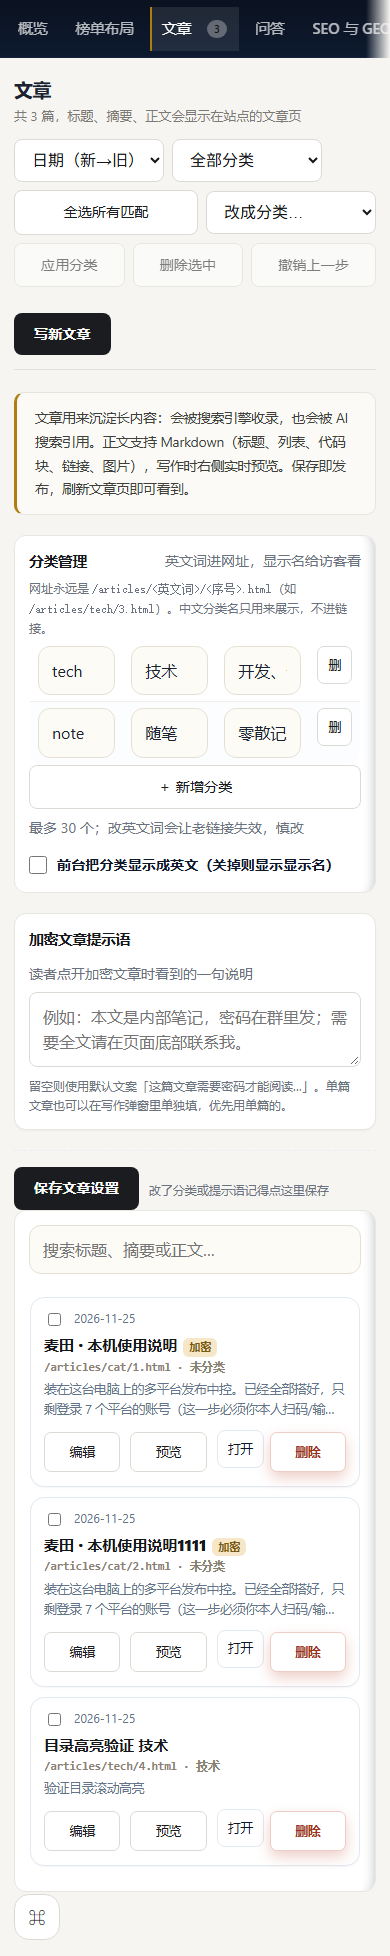 概览 榜单布局 文章 3 问答 SEO 与 GEO
文章
共 3 篇，标题、摘要、正文会显示在站点的文章页
日期（新→旧） 全部分类
全选所有匹配 改成分类...
应用分类 删除选中 撤销上一步
写新文章
文章用来沉淀长内容：会被搜索引擎收录，也会被 AI
搜索引用。正文支持 Markdown（标题、列表、代码
块、链接、图片），写作时右侧实时预览。保存即发
布，刷新文章页即可看到。
分类管理 英文词进网址，显示名给访客看
网址永远是 /articles/<英文词>/<序号>.html（如
/articles/tech/3.html）。中文分类名只用来展示，不进链
接。
tech 技术 开发、 删
note 随笔 零散记 删
+ 新增分类
最多 30 个；改英文词会让老链接失效，慎改
前台把分类显示成英文（关掉则显示显示名）
加密文章提示语
读者点开加密文章时看到的一句说明
例如：本文是内部笔记，密码在群里发；需
要全文请在页面底部联系我。
留空则使用默认文案「这篇文章需要密码才能阅读…」。单篇
文章也可以在写作弹窗里单独填，优先用单篇的。
保存文章设置 改了分类或提示语记得点这里保存
搜索标题、摘要或正文...
2026-11-25
麦田·本机使用说明 加密
/articles/cat/1.html · 未分类
装在这台电脑上的多平台发布中控。已经全部搭好，只
剩登录 7 个平台的账号（这一步必须你本人扫码/输...
编辑 预览 打开 删除
2026-11-25
麦田·本机使用说明1111 加密
/articles/cat/2.html · 未分类
装在这台电脑上的多平台发布中控。已经全部搭好，只
剩登录 7 个平台的账号（这一步必须你本人扫码/输...
编辑 预览 打开 删除
2026-11-25
目录高亮验证 技术
/articles/tech/4.html · 技术
验证目录滚动高亮
编辑 预览 打开 删除
⌘